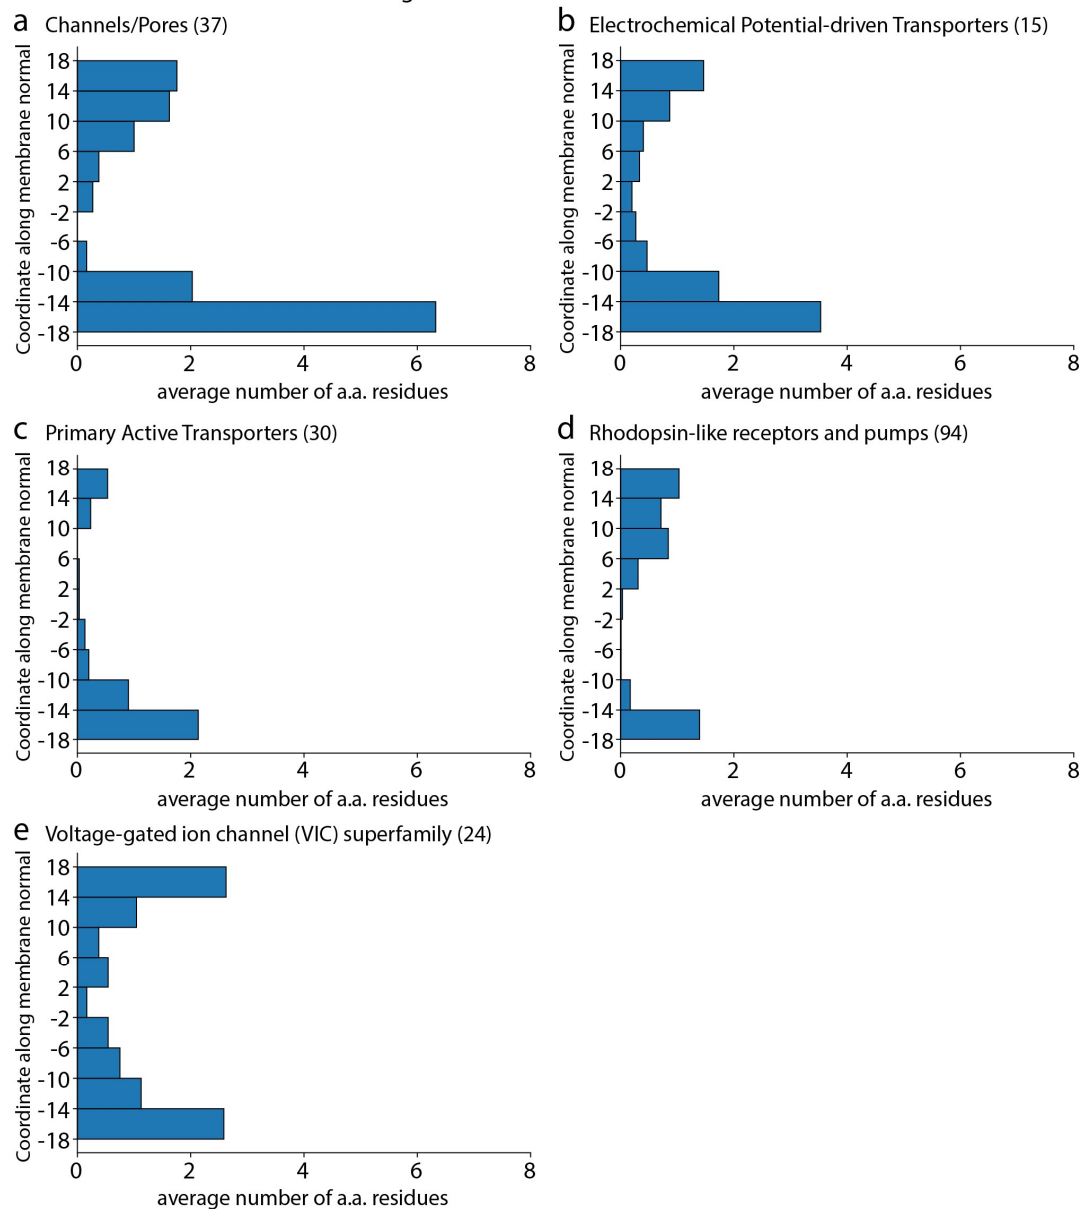 a Channels/Pores (37)
Coordinate along membrane normal
18
14
10
6
2
-2
-6
-10
-14
-18
0 2 4 6 8
average number of a.a. residues
b Electrochemical Potential-driven Transporters (15)
Coordinate along membrane normal
18
14
10
6
2
-2
-6
-10
-14
-18
0 2 4 6 8
average number of a.a. residues
c Primary Active Transporters (30)
Coordinate along membrane normal
18
14
10
6
2
-2
-6
-10
-14
-18
0 2 4 6 8
average number of a.a. residues
d Rhodopsin-like receptors and pumps (94)
Coordinate along membrane normal
18
14
10
6
2
-2
-6
-10
-14
-18
0 2 4 6 8
average number of a.a. residues
e Voltage-gated ion channel (VIC) superfamily (24)
Coordinate along membrane normal
18
14
10
6
2
-2
-6
-10
-14
-18
0 2 4 6 8
average number of a.a. residues